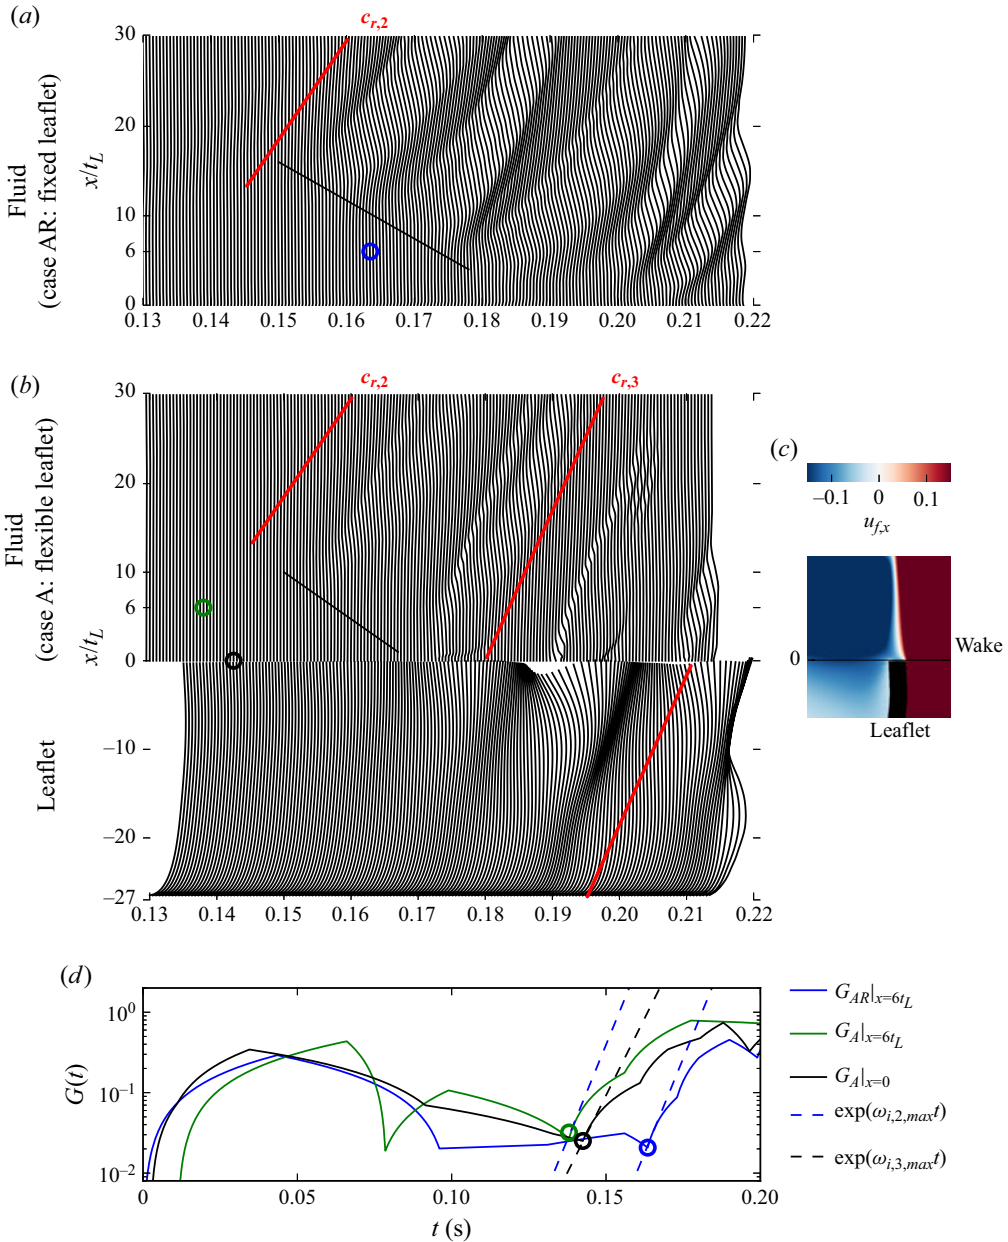 (a)
c_{r,2}
Fluid
(case AR: fixed leaflet)
x/t_L
30
20
10
6
0
0.13 0.14 0.15 0.16 0.17 0.18 0.19 0.20 0.21 0.22
(b)
c_{r,2} c_{r,3}
Fluid
(case A: flexible leaflet)
x/t_L
30
20
10
6
0
Leaflet
−10
−20
−27
0.13 0.14 0.15 0.16 0.17 0.18 0.19 0.20 0.21 0.22
(c)
−0.1 0 0.1
u_{f,x}
0
Wake
Leaflet
(d)
G(t)
10^0
10^{−1}
10^{−2}
0 0.05 0.10 0.15 0.20
t (s)
G_{AR}|_{x=6t_L}
G_A|_{x=6t_L}
G_A|_{x=0}
exp(ω_{i,2,max}t)
exp(ω_{i,3,max}t)